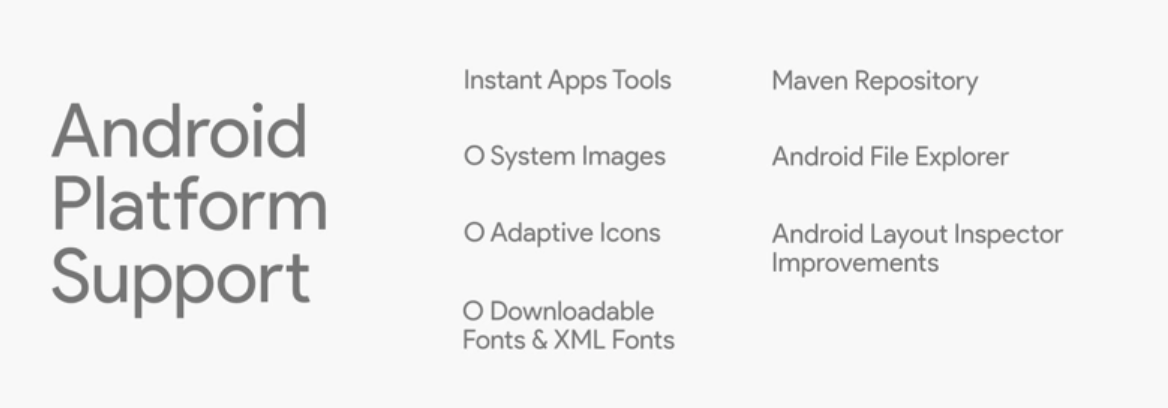 Android
Platform
Support
Instant Apps Tools
O System Images
O Adaptive Icons
O Downloadable
Fonts & XML Fonts
Maven Repository
Android File Explorer
Android Layout Inspector
Improvements